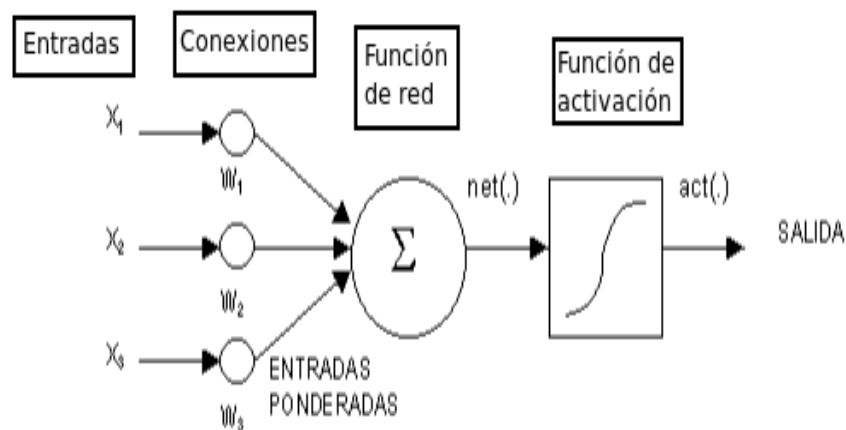 Entradas
Conexiones
Función
de red
Función de
activación
X₁
W₁
net(.)
act(.)
X₂
Σ
SALIDA
W₂
X₃
ENTRADAS
PONDERADAS
W₃